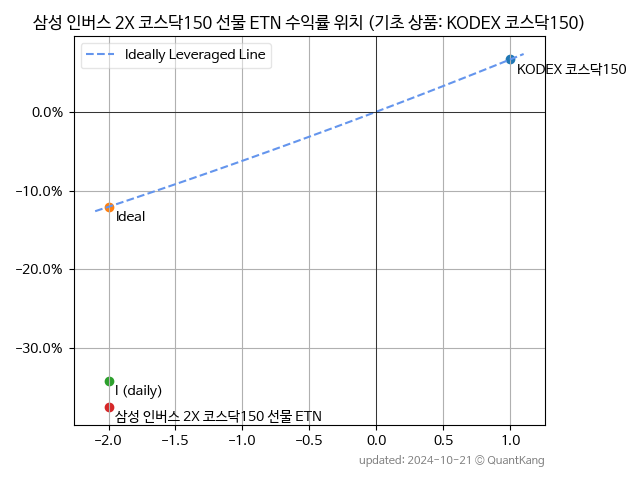 삼성 인버스 2X 코스닥150 선물 ETN 수익률 위치 (기초 상품: KODEX 코스닥150)
Ideally Leveraged Line
KODEX 코스닥150
0.0%
-10.0%
Ideal
-20.0%
-30.0%
l (daily)
삼성 인버스 2X 코스닥150 선물 ETN
-2.0 -1.5 -1.0 -0.5 0.0 0.5 1.0
updated: 2024-10-21 © QuantKang